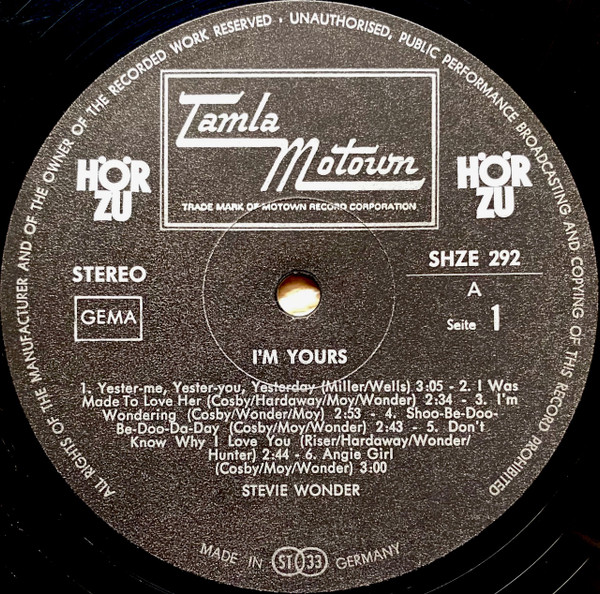 ALL RIGHTS OF THE MANUFACTURER AND OF THE OWNER OF THE RECORDED WORK RESERVED · UNAUTHORISED, PUBLIC PERFORMANCE BROADCASTING AND COPYING OF THIS RECORD PROHIBITED
Tamla
Motown
TRADE MARK OF MOTOWN RECORD CORPORATION
HÖR
ZU
HÖR
ZU
STEREO
GEMA
SHZE 292
A
Seite 1
I'M YOURS
1. Yester-me, Yester-you, Yesterday (Miller/Wells) 3:05 - 2. I Was
Made To Love Her (Cosby/Hardaway/Moy/Wonder) 2:34 - 3. I'm
Wondering (Cosby/Wonder/Moy) 2:53 - 4. Shoo-Be-Doo-
Be-Doo-Da-Day (Cosby/Moy/Wonder) 2:43 - 5. Don't
Know Why I Love You (Riser/Hardaway/Wonder/
Hunter) 2:44 - 6. Angie Girl
(Cosby/Moy/Wonder) 3:00
STEVIE WONDER
MADE IN ST 33 GERMANY